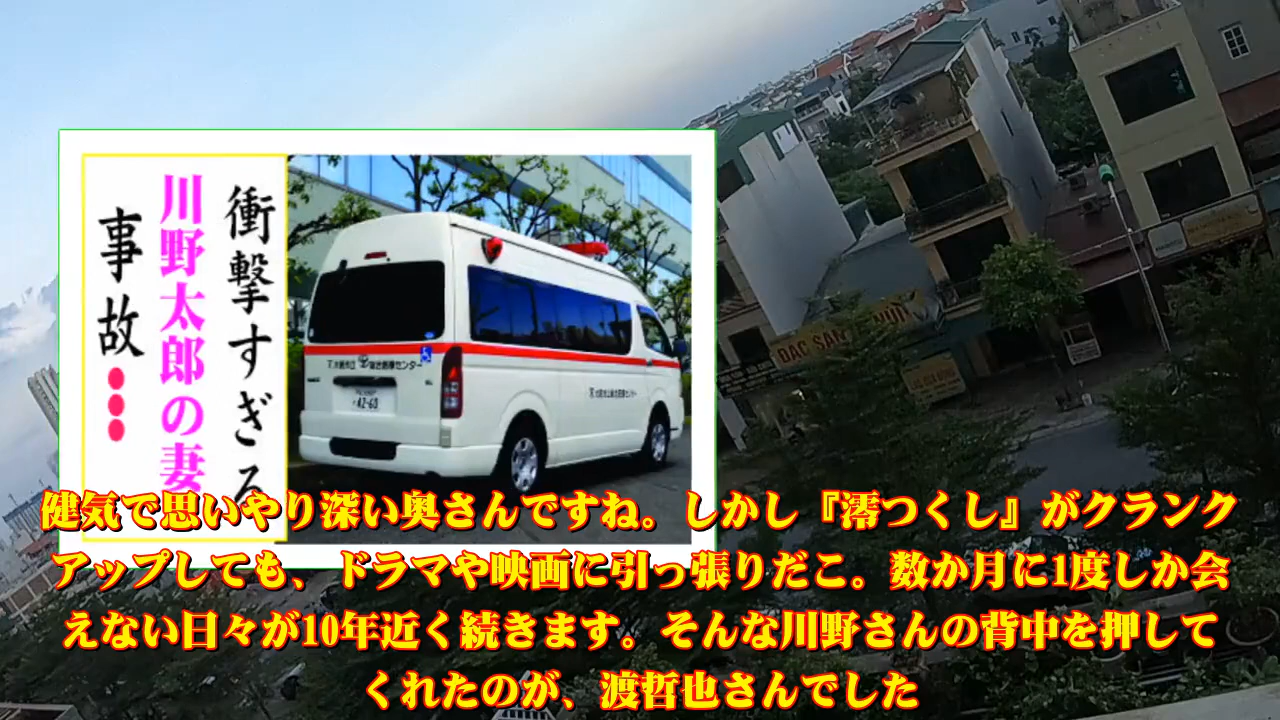 衝撃すぎる
川野太郎の妻
事故●●●
42-60
DAC SAN
健気で思いやり深い奥さんですね。しかし『澪つくし』がクランク
アップしても、ドラマや映画に引っ張りだこ。数か月に1度しか会
えない日々が10年近く続きます。そんな川野さんの背中を押して
くれたのが、渡哲也さんでした